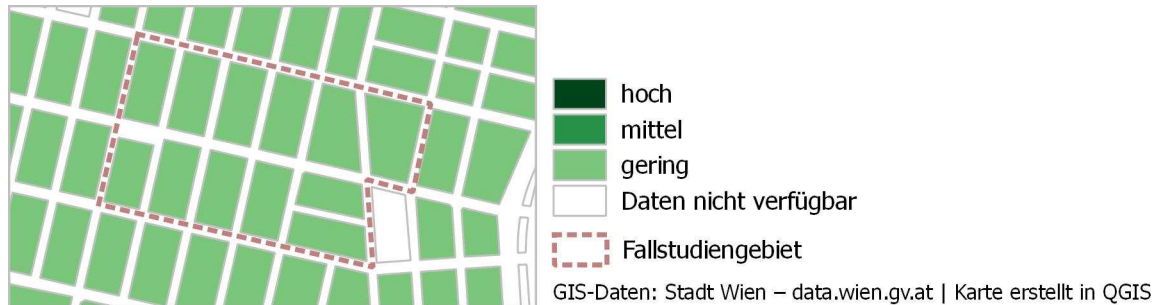 hoch
mittel
gering
Daten nicht verfügbar
Fallstudiengebiet
GIS-Daten: Stadt Wien – data.wien.gv.at | Karte erstellt in QGIS